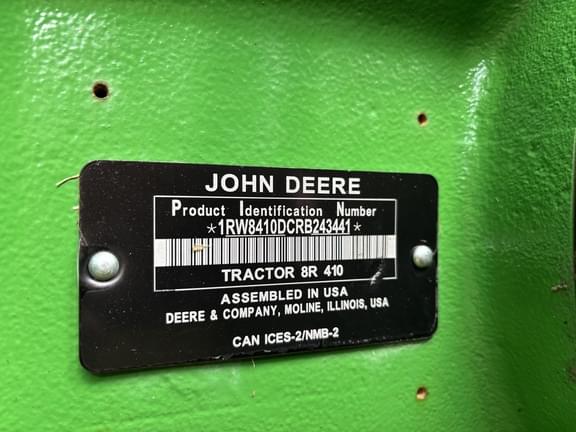 JOHN DEERE
Product Identification Number
*1RW8410DCRB243441*
TRACTOR 8R 410
ASSEMBLED IN USA
DEERE & COMPANY, MOLINE, ILLINOIS, USA
CAN ICES-2/NMB-2